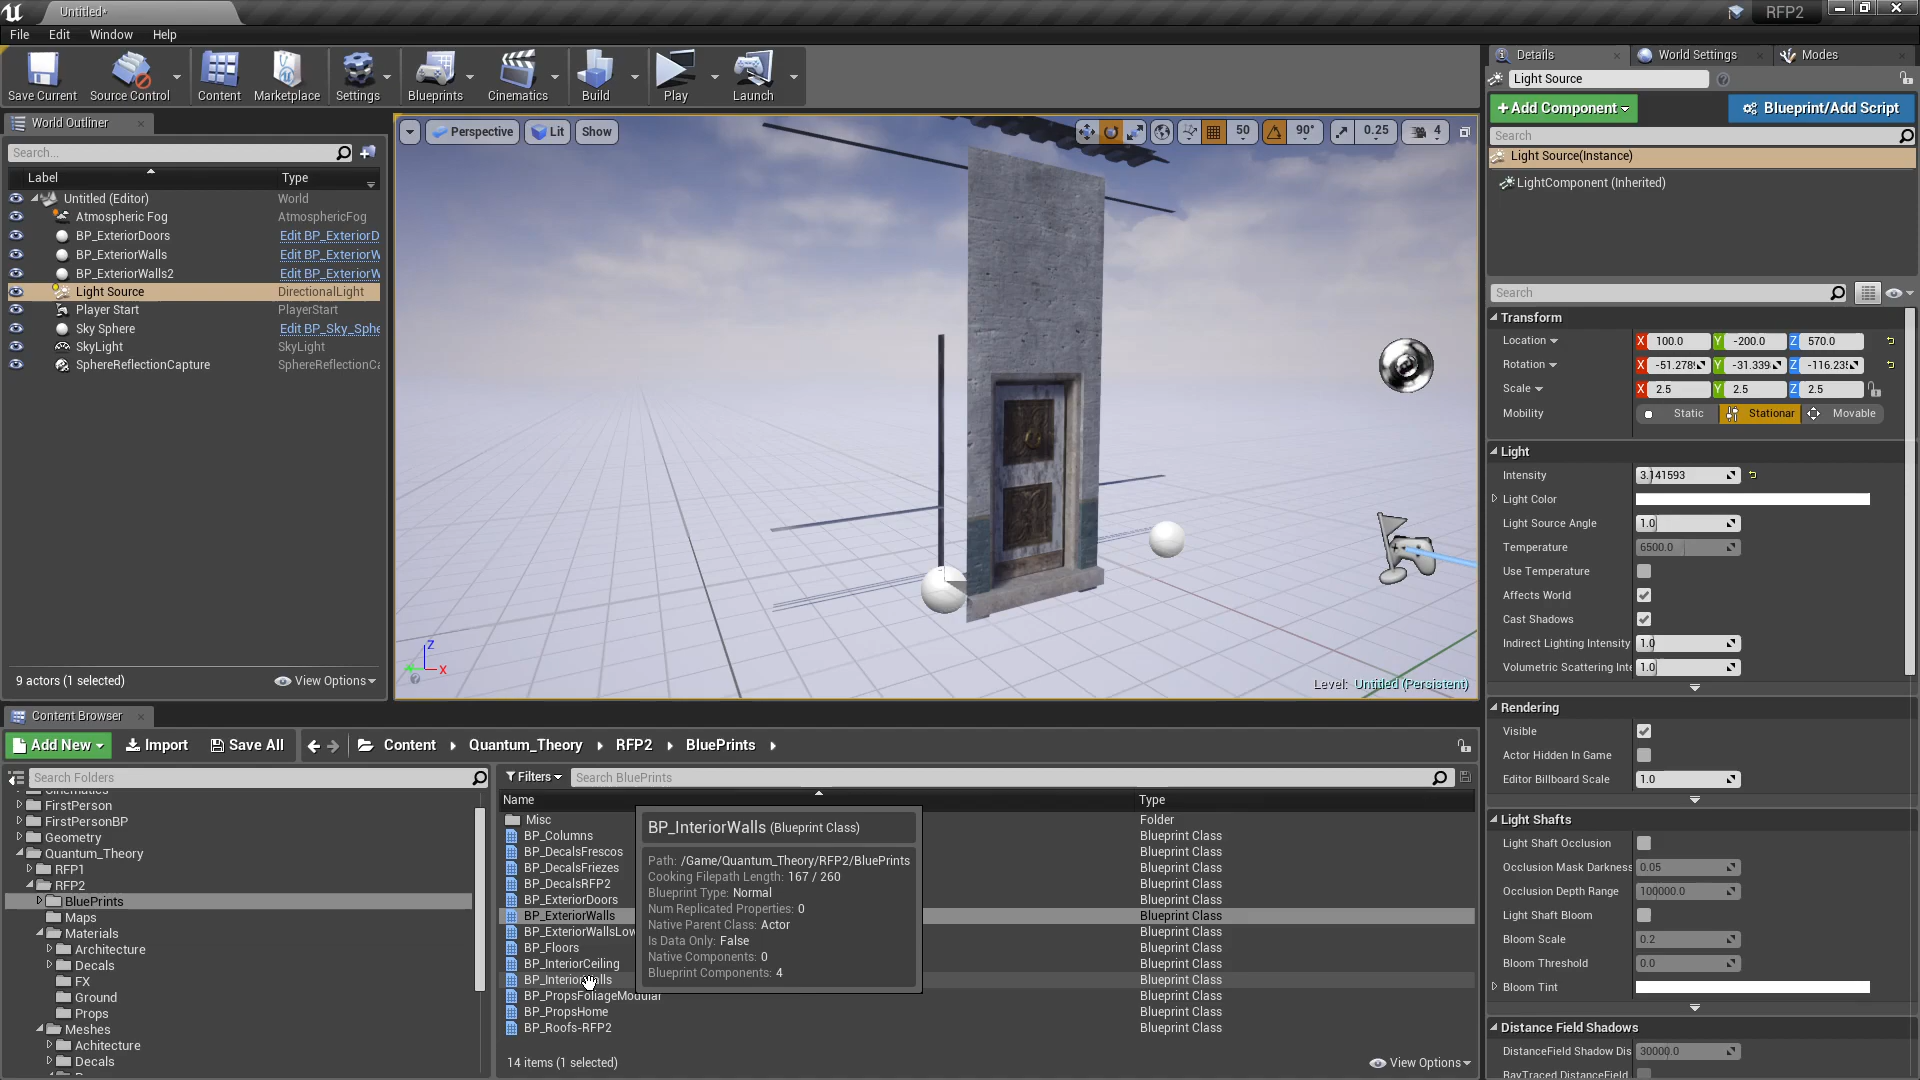 Untitled*
RFP2
File Edit Window Help
Save Current
Source Control
Content
Marketplace
Settings
Blueprints
Cinematics
Build
Play
Launch
World Outliner
Search...
Label Type
Untitled (Editor) World
Atmospheric Fog AtmosphericFog
BP_ExteriorDoors Edit BP_ExteriorD
BP_ExteriorWalls Edit BP_ExteriorW
BP_ExteriorWalls2 Edit BP_ExteriorW
Light Source DirectionalLight
Player Start PlayerStart
Sky Sphere Edit BP_Sky_Sphe
SkyLight SkyLight
SphereReflectionCapture SphereReflectionCa
9 actors (1 selected)
View Options
Perspective
Lit
Show
50
90°
0.25
4
Z
X
Level: Untitled (Persistent)
Details
World Settings
Modes
Light Source
+Add Component
Blueprint/Add Script
Search
Light Source(Instance)
LightComponent (Inherited)
Search
Transform
Location X 100.0 Y -200.0 Z 570.0
Rotation X Y -31.339 Z
Scale X 2.5 Y 2.5 Z 2.5
Mobility Static Stationar Movable
Light
Intensity 3.141593
Light Color
Light Source Angle 1.0
Temperature 6500.0
Use Temperature
Affects World
Cast Shadows
Indirect Lighting Intensity 1.0
Volumetric Scattering Inte 1.0
Rendering
Visible
Actor Hidden In Game
Editor Billboard Scale 1.0
Light Shafts
Light Shaft Occlusion
Occlusion Mask Darkness 0.05
Occlusion Depth Range 100000.0
Light Shaft Bloom
Bloom Scale 0.2
Bloom Threshold 0.0
Bloom Tint
Distance Field Shadows
DistanceField Shadow Dis 30000.0
RayTraced DistanceField
Content Browser
Add New
Import
Save All
Content Quantum_Theory RFP2 BluePrints
Search Folders
Cinematics
FirstPerson
FirstPersonBP
Geometry
Quantum_Theory
RFP1
RFP2
BluePrints
Maps
Materials
Architecture
Decals
FX
Ground
Props
Meshes
Achitecture
Decals
Filters
Search BluePrints
Name Type
Misc Folder
BP_Columns Blueprint Class
BP_DecalsFrescos Blueprint Class
BP_DecalsFriezes Blueprint Class
BP_DecalsRFP2 Blueprint Class
BP_ExteriorDoors Blueprint Class
BP_ExteriorWalls Blueprint Class
BP_ExteriorWallsLow Blueprint Class
BP_Floors Blueprint Class
BP_InteriorCeiling Blueprint Class
BP_InteriorWalls Blueprint Class
BP_PropsFoliageModular Blueprint Class
BP_PropsHome Blueprint Class
BP_Roofs-RFP2 Blueprint Class
14 items (1 selected)
View Options
BP_InteriorWalls (Blueprint Class)
Path: /Game/Quantum_Theory/RFP2/BluePrints
Cooking Filepath Length: 167 / 260
Blueprint Type: Normal
Num Replicated Properties: 0
Native Parent Class: Actor
Is Data Only: False
Native Components: 0
Blueprint Components: 4